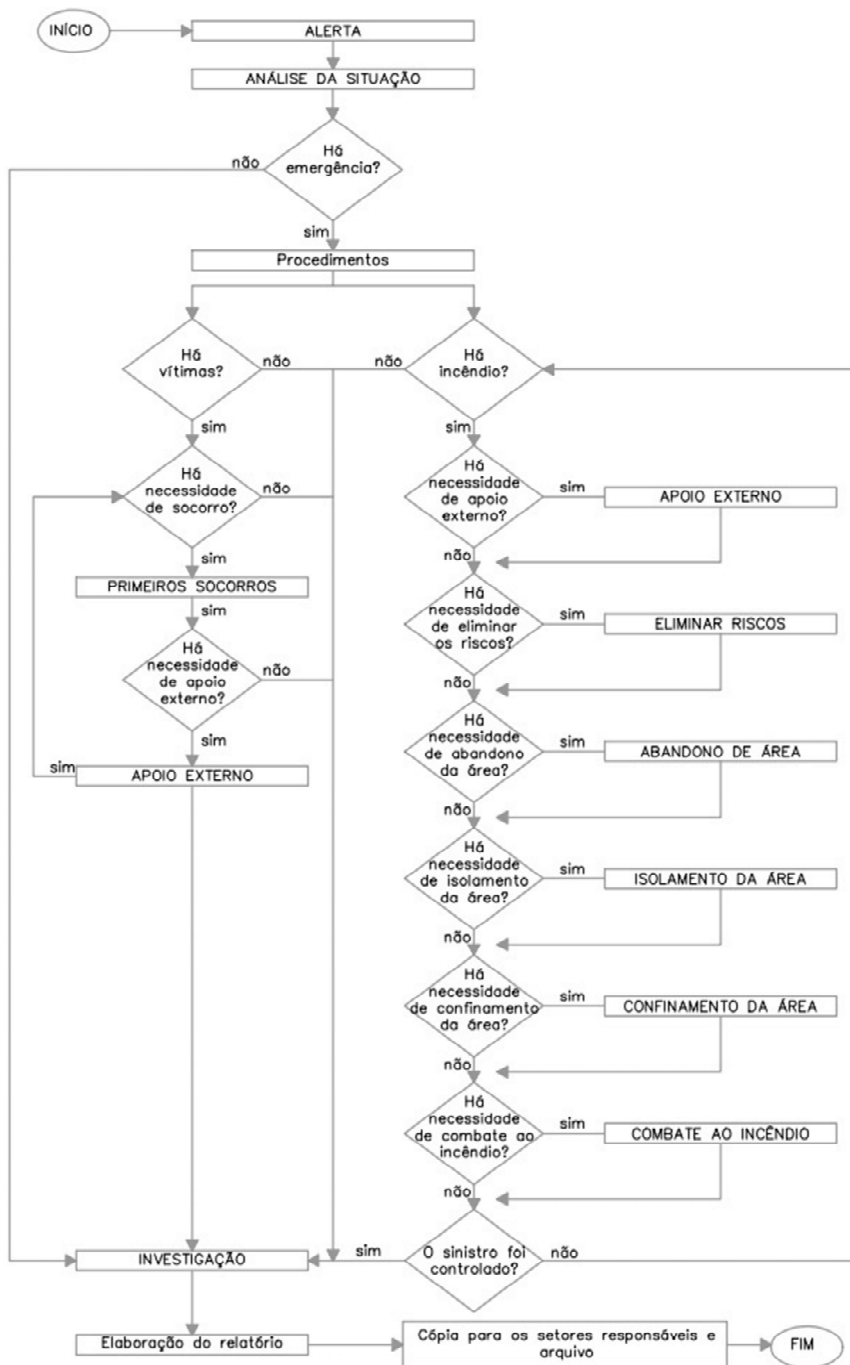 INÍCIO
ALERTA
ANÁLISE DA SITUAÇÃO
Há
emergência?
não
sim
Procedimentos
Há
vítimas?
não
não
Há
incêndio?
sim
sim
Há
necessidade
de socorro?
não
Há
necessidade
de apoio
externo?
sim
APOIO EXTERNO
sim
não
PRIMEIROS SOCORROS
sim
Há
necessidade
de eliminar
os riscos?
sim
ELIMINAR RISCOS
Há
necessidade
de apoio
externo?
não
não
sim
Há
necessidade
de abandono
da área?
sim
ABANDONO DE ÁREA
sim
APOIO EXTERNO
não
Há
necessidade
de isolamento
da área?
sim
ISOLAMENTO DA ÁREA
não
Há
necessidade
de confinamento
da área?
sim
CONFINAMENTO DA ÁREA
não
Há
necessidade
de combate ao
incêndio?
sim
COMBATE AO INCÊNDIO
não
INVESTIGAÇÃO
sim
O sinistro foi
controlado?
não
Elaboração do relatório
Cópia para os setores responsáveis e
arquivo
FIM